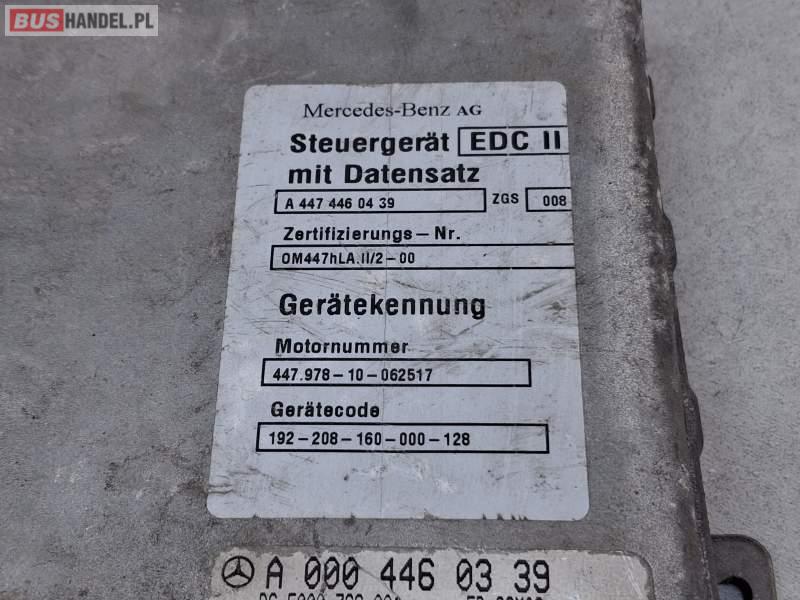 BUSHANDEL.PL
Mercedes-Benz AG
Steuergerät EDC II
mit Datensatz
A 447 446 04 39 ZGS 008
Zertifizierungs-Nr.
OM447hLA.II/2-00
Gerätekennung
Motornummer
447.978-10-062517
Gerätecode
192-208-160-000-128
A 000 446 03 39